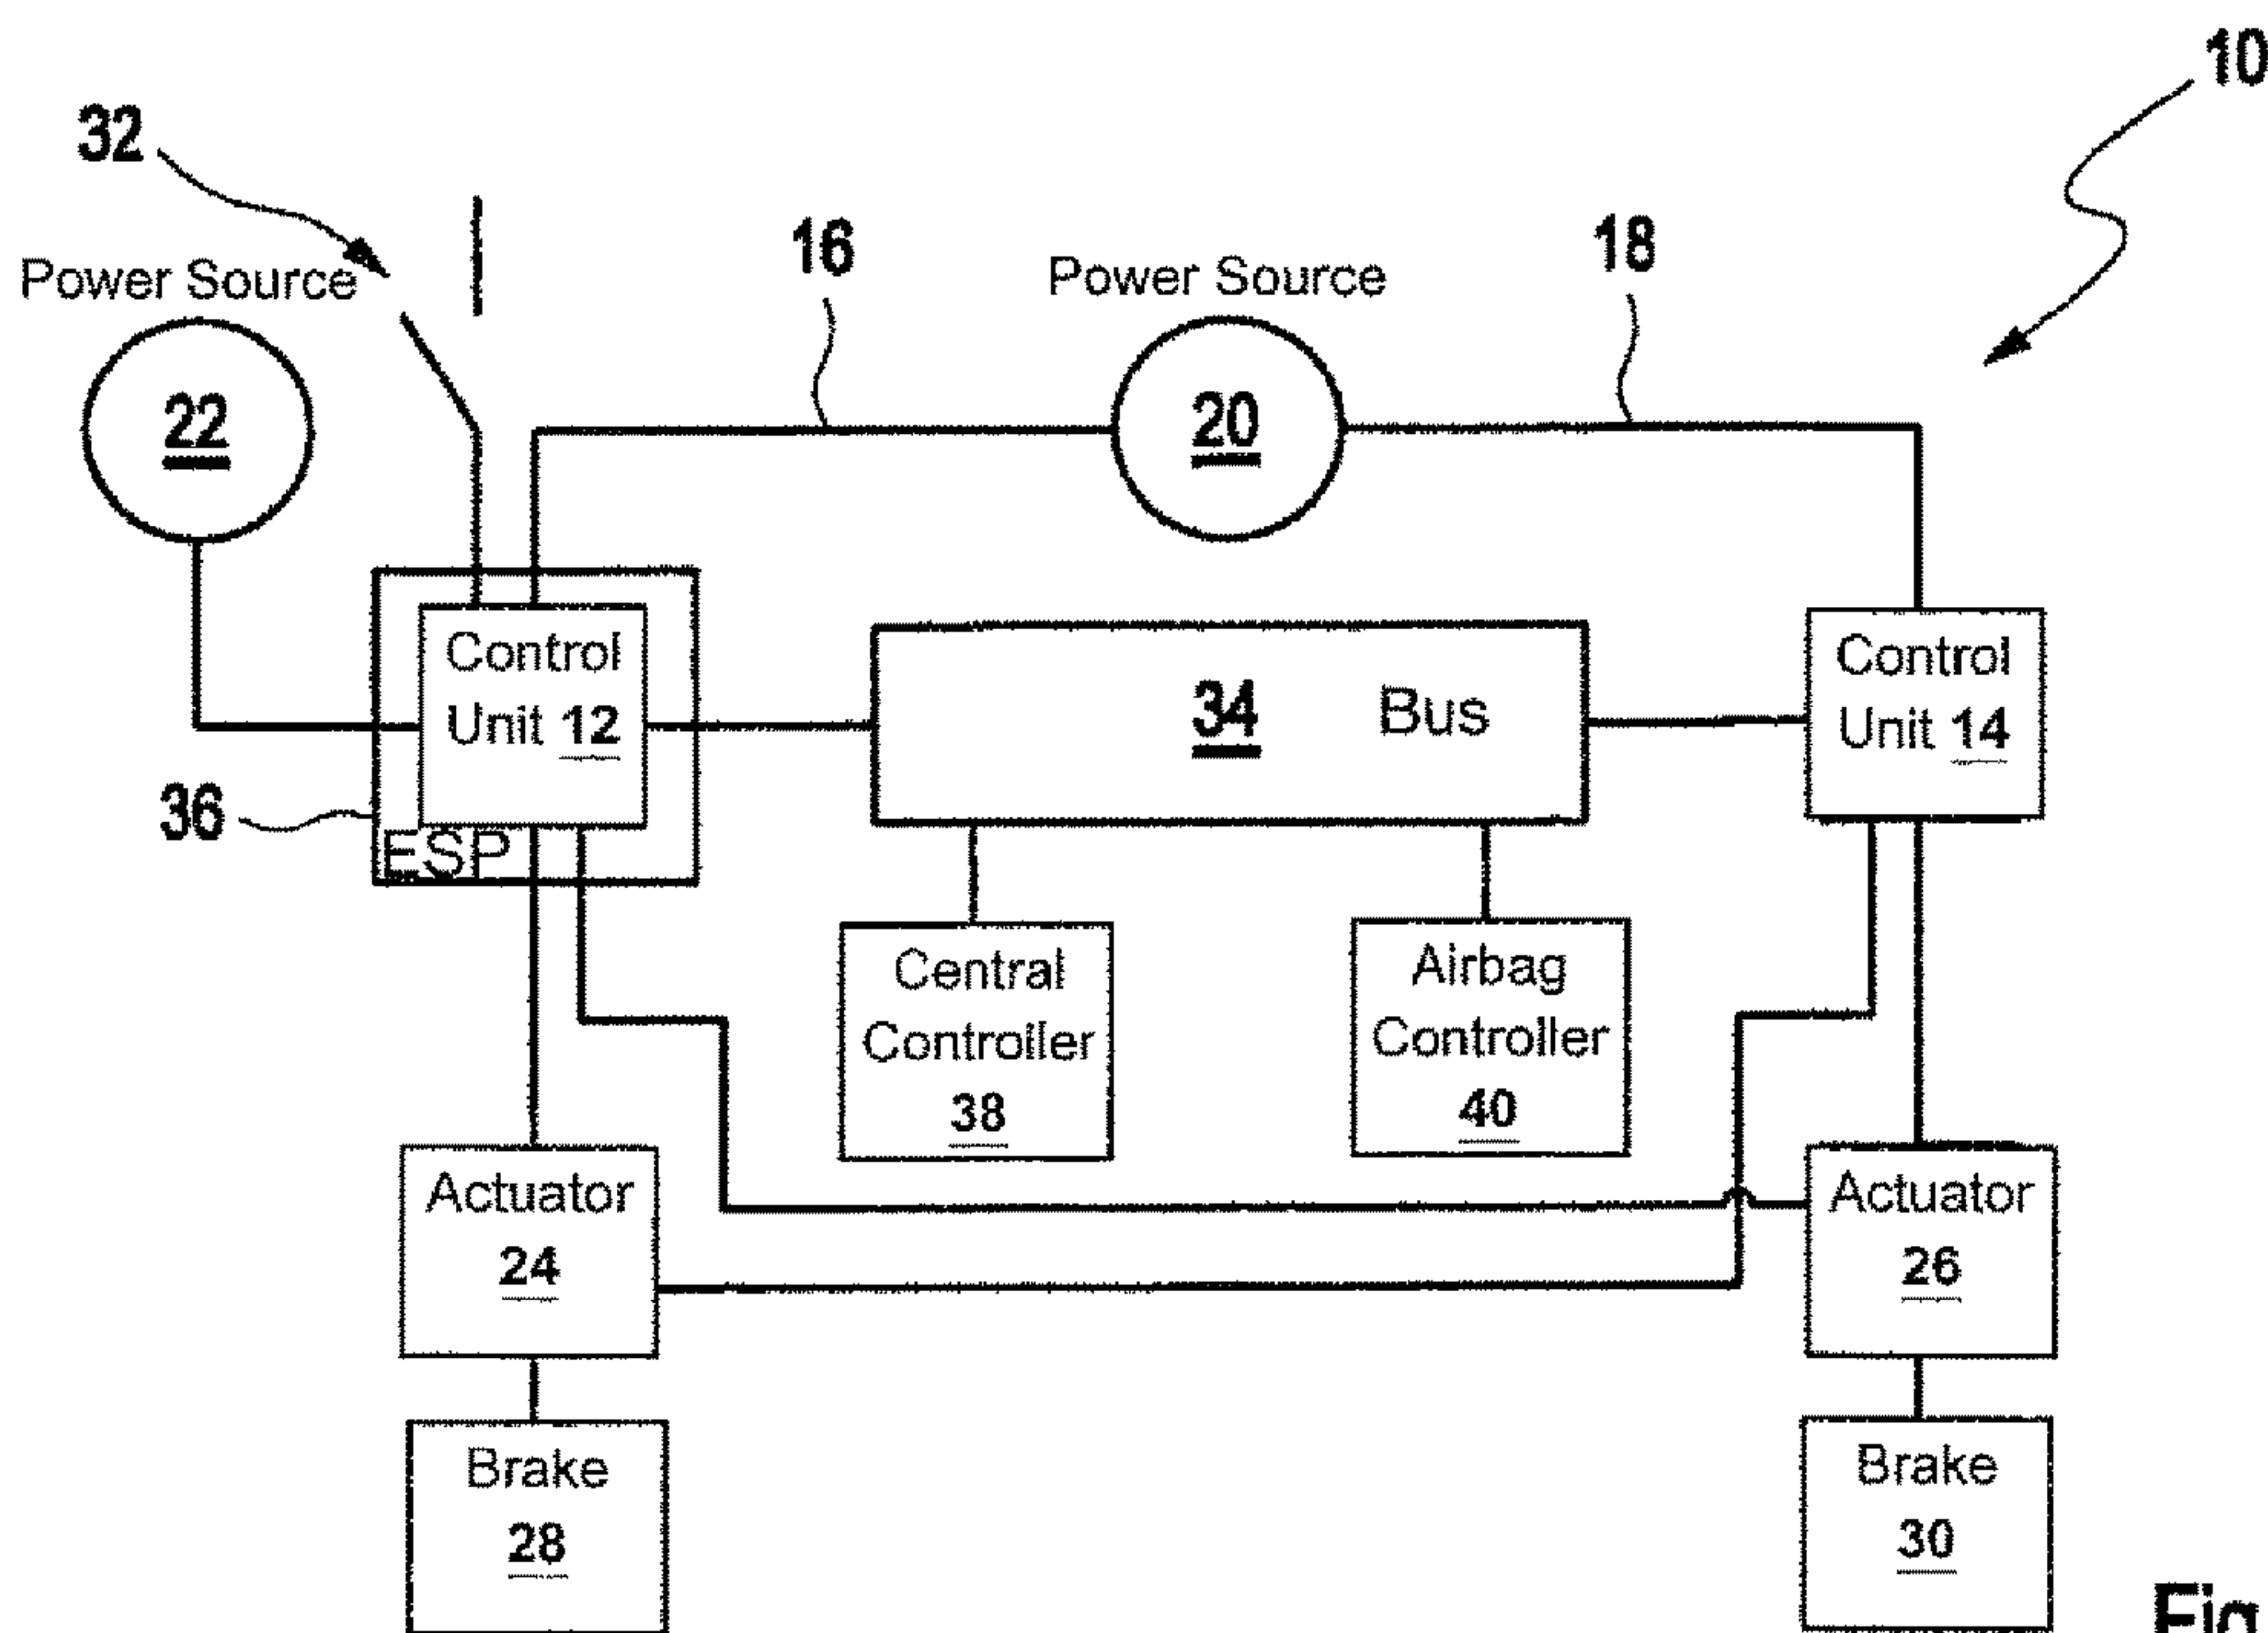 10
32
16
18
Power Source
Power Source
22
20
Control
Unit 12
34 Bus
Control
Unit 14
36
ESP
Central
Controller
38
Airbag
Controller
40
Actuator
24
Actuator
26
Brake
28
Brake
30
Fig